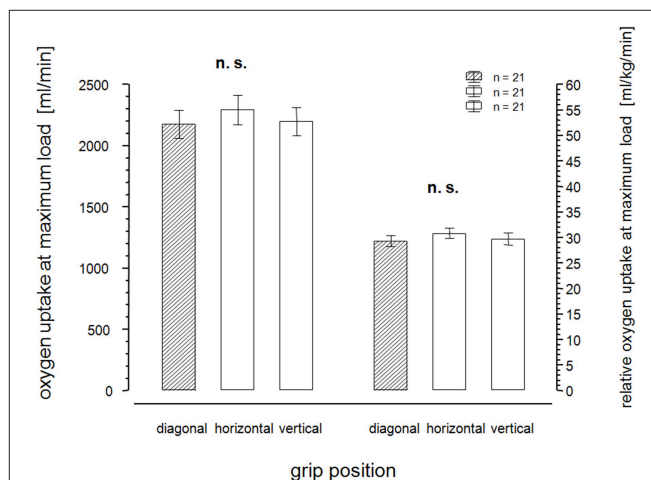 oxygen uptake at maximum load [ml/min]
2500
2000
1500
1000
500
0
n. s.
n. s.
n = 21
n = 21
n = 21
60
55
50
45
40
35
30
25
20
15
10
5
0
relative oxygen uptake at maximum load [ml/kg/min]
diagonal horizontal vertical diagonal horizontal vertical
grip position